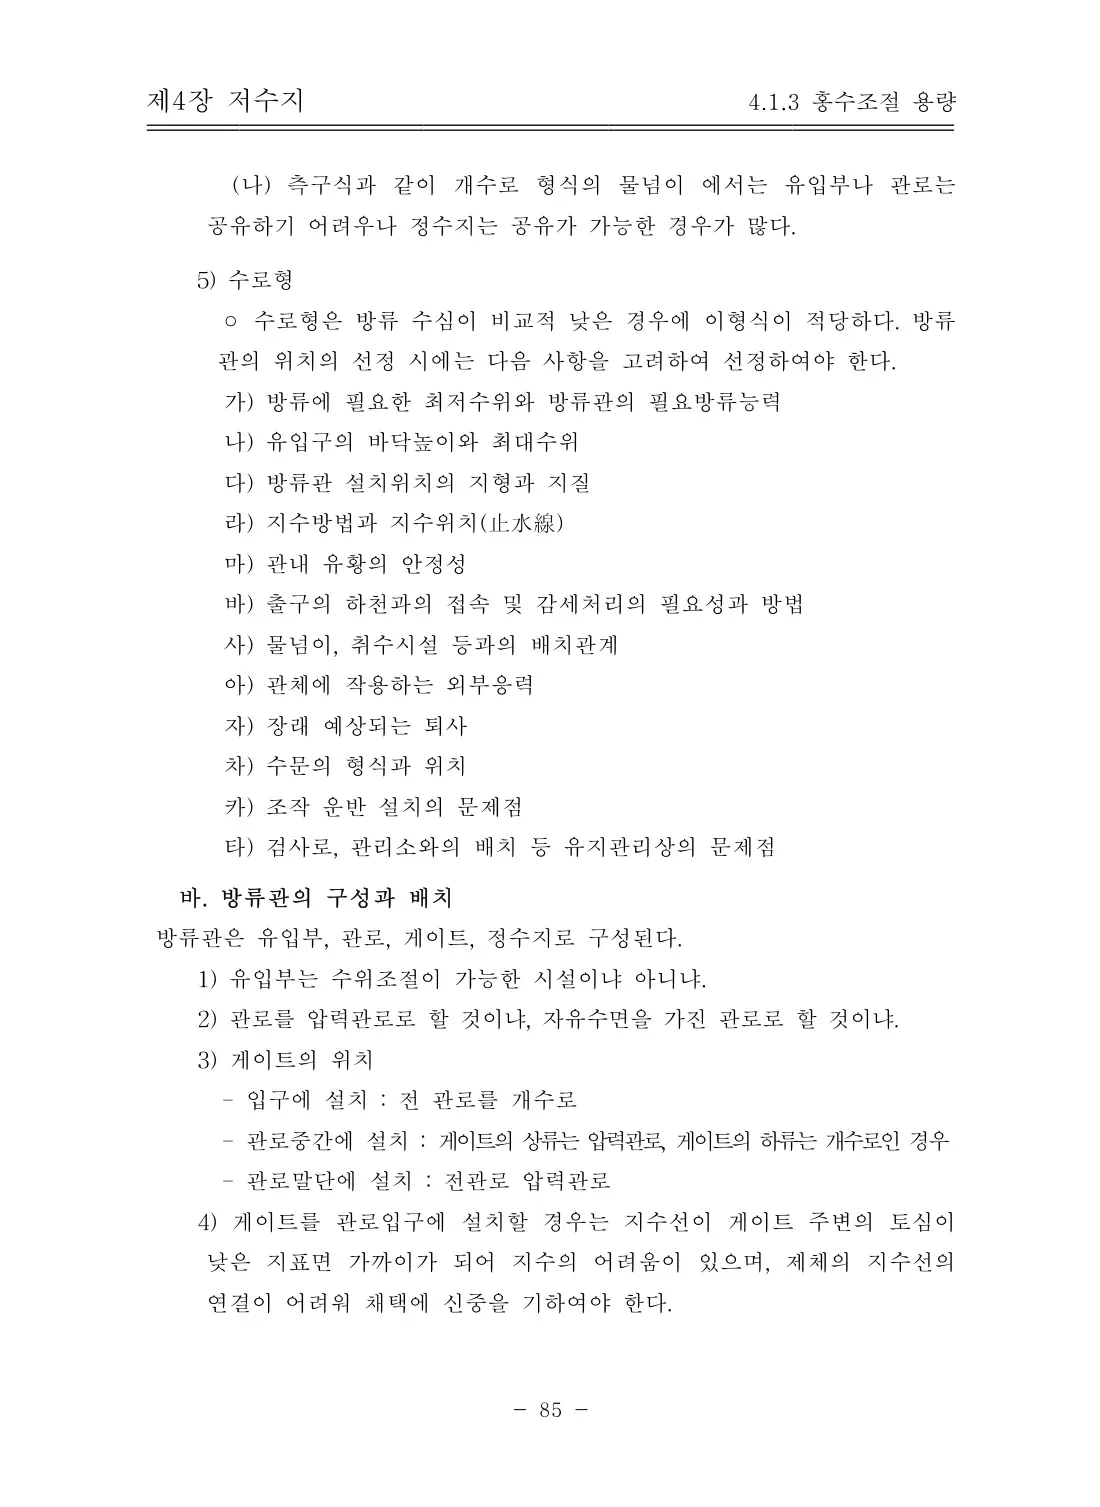 제4장 저수지
4.1.3 홍수조절 용량
(나) 측구식과 같이 개수로 형식의 물넘이 에서는 유입부나 관로는
공유하기 어려우나 정수지는 공유가 가능한 경우가 많다.
5) 수로형
○ 수로형은 방류 수심이 비교적 낮은 경우에 이형식이 적당하다. 방류
관의 위치의 선정 시에는 다음 사항을 고려하여 선정하여야 한다.
가) 방류에 필요한 최저수위와 방류관의 필요방류능력
나) 유입구의 바닥높이와 최대수위
다) 방류관 설치위치의 지형과 지질
라) 지수방법과 지수위치(止水線)
마) 관내 유황의 안정성
바) 출구의 하천과의 접속 및 감세처리의 필요성과 방법
사) 물넘이, 취수시설 등과의 배치관계
아) 관체에 작용하는 외부응력
자) 장래 예상되는 퇴사
차) 수문의 형식과 위치
카) 조작 운반 설치의 문제점
타) 검사로, 관리소와의 배치 등 유지관리상의 문제점
바. 방류관의 구성과 배치
방류관은 유입부, 관로, 게이트, 정수지로 구성된다.
1) 유입부는 수위조절이 가능한 시설이냐 아니냐.
2) 관로를 압력관로로 할 것이냐, 자유수면을 가진 관로로 할 것이냐.
3) 게이트의 위치
- 입구에 설치 : 전 관로를 개수로
- 관로중간에 설치 : 게이트의 상류는 압력관로, 게이트의 하류는 개수로인 경우
- 관로말단에 설치 : 전관로 압력관로
4) 게이트를 관로입구에 설치할 경우는 지수선이 게이트 주변의 토심이
낮은 지표면 가까이가 되어 지수의 어려움이 있으며, 제체의 지수선의
연결이 어려워 채택에 신중을 기하여야 한다.
- 85 -